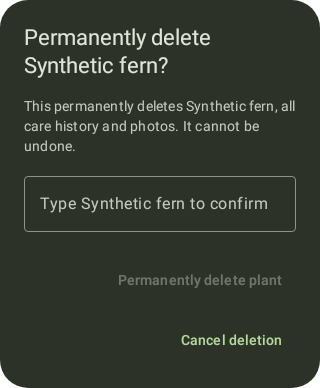 Permanently delete
Synthetic fern?
This permanently deletes Synthetic fern, all
care history and photos. It cannot be
undone.
Type Synthetic fern to confirm
Permanently delete plant
Cancel deletion